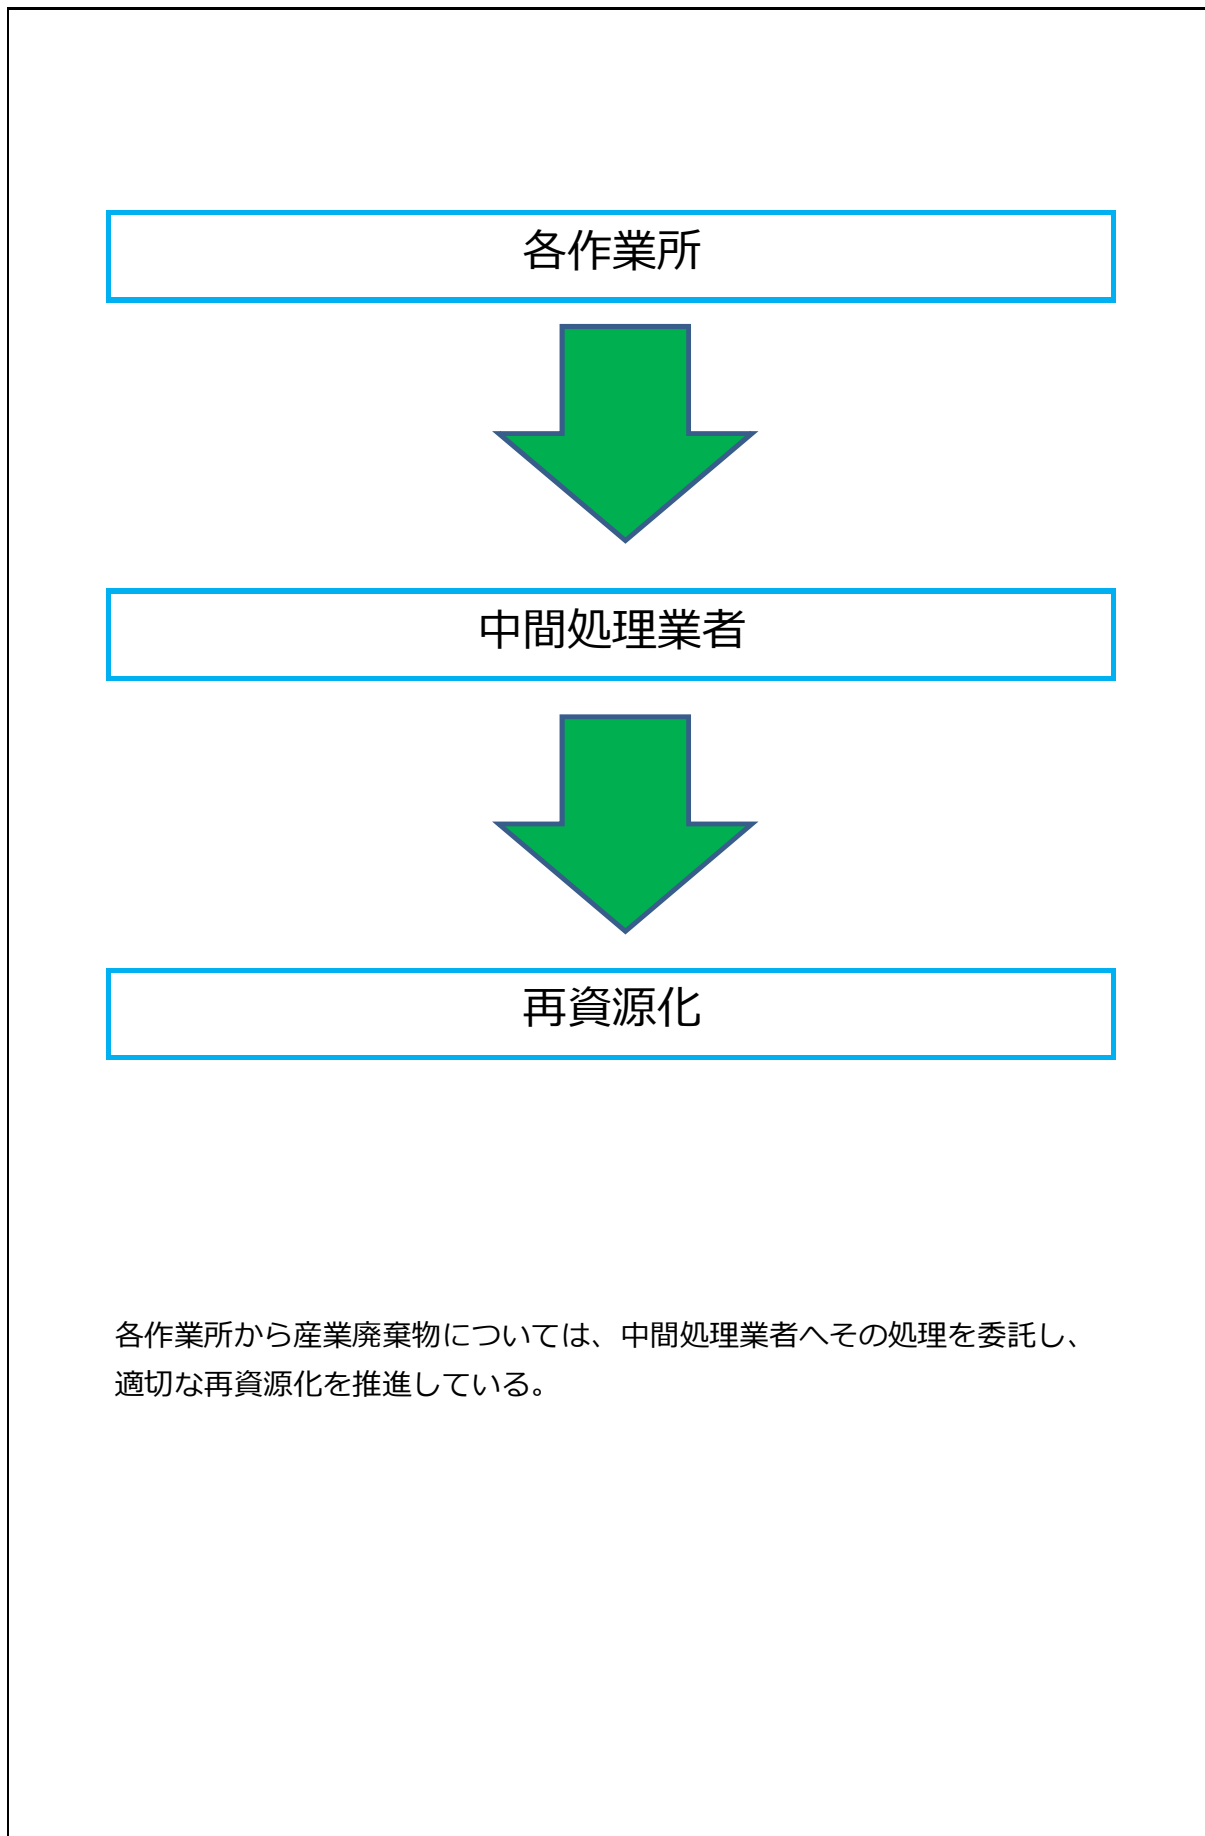 各作業所
中間処理業者
再資源化
各作業所から産業廃棄物については、中間処理業者へその処理を委託し、
適切な再資源化を推進している。